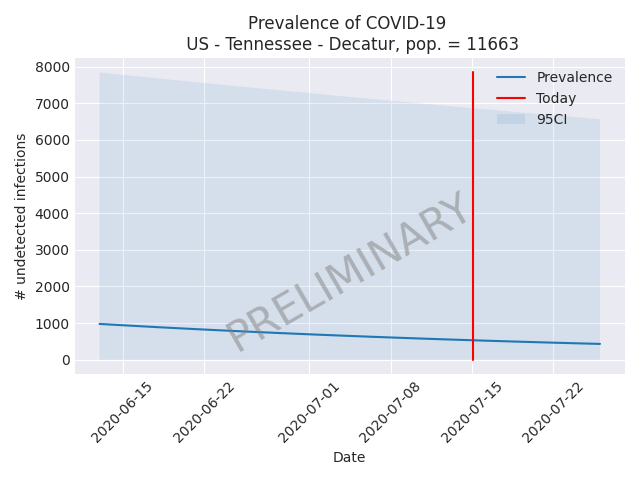 Prevalence of COVID-19
US - Tennessee - Decatur, pop. = 11663
8000
7000
6000
5000
4000
3000
2000
1000
0
# undetected infections
Prevalence
Today
95CI
PRELIMINARY
2020-06-15
2020-06-22
2020-07-01
2020-07-08
2020-07-15
2020-07-22
Date